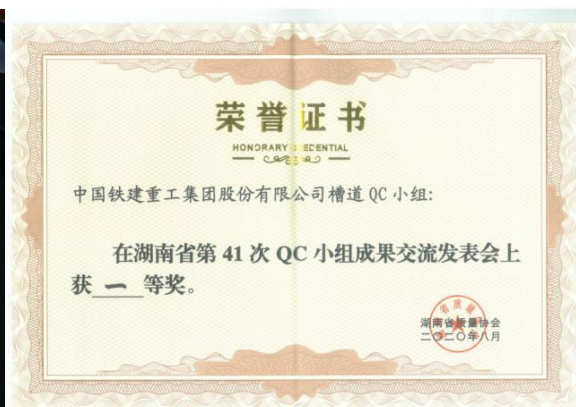 荣誉证书
HONORARY CREDENTIAL
中国铁建重工集团股份有限公司槽道QC小组:
在湖南省第41次QC小组成果交流发表会上
获一等奖。
湖南省质量协会
二〇二〇年八月